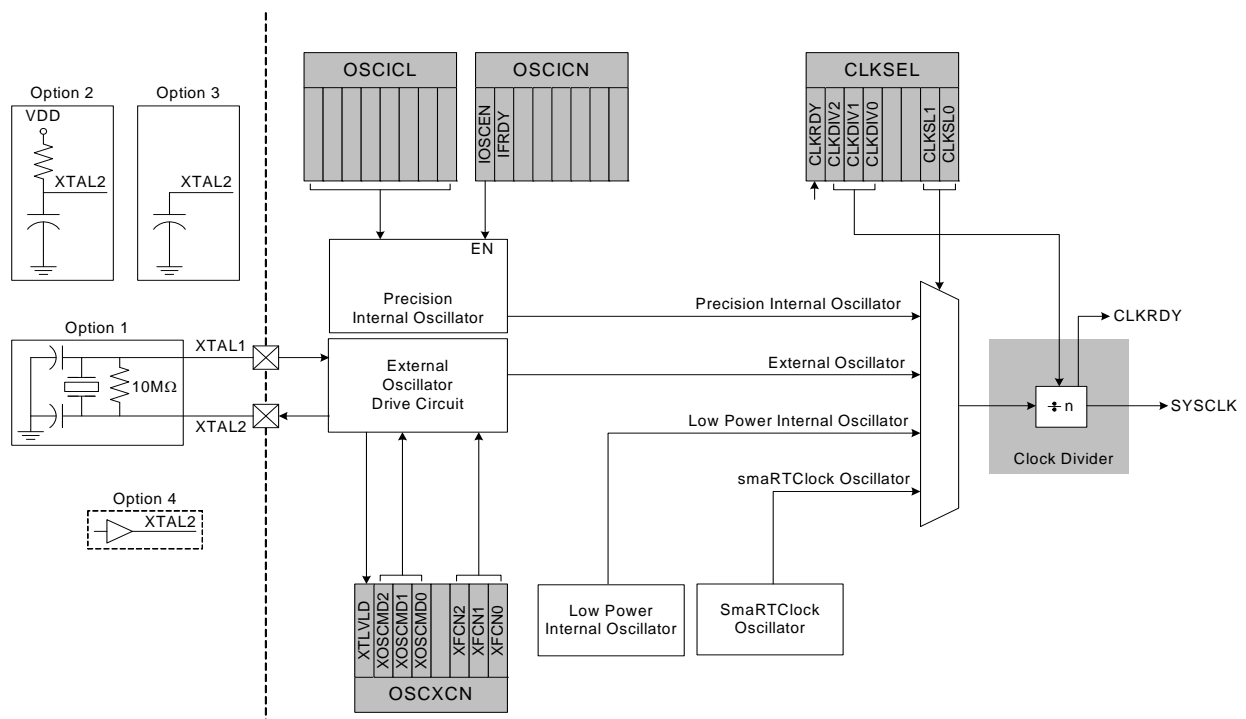 OSCICL
OSCICN
CLKSEL
Option 2
Option 3
VDD
XTAL2
XTAL2
IOSCEN
IFRDY
CLKRDY
CLKDIV2
CLKDIV1
CLKDIV0
CLKSL1
CLKSL0
EN
Precision
Internal Oscillator
Precision Internal Oscillator
CLKRDY
Option 1
XTAL1
10MΩ
XTAL2
External
Oscillator
Drive Circuit
External Oscillator
Low Power Internal Oscillator
smaRTClock Oscillator
÷ n
SYSCLK
Clock Divider
Option 4
XTAL2
XTLVLD
XOSCMD2
XOSCMD1
XOSCMD0
XFCN2
XFCN1
XFCN0
OSCXCN
Low Power
Internal Oscillator
SmaRTClock
Oscillator